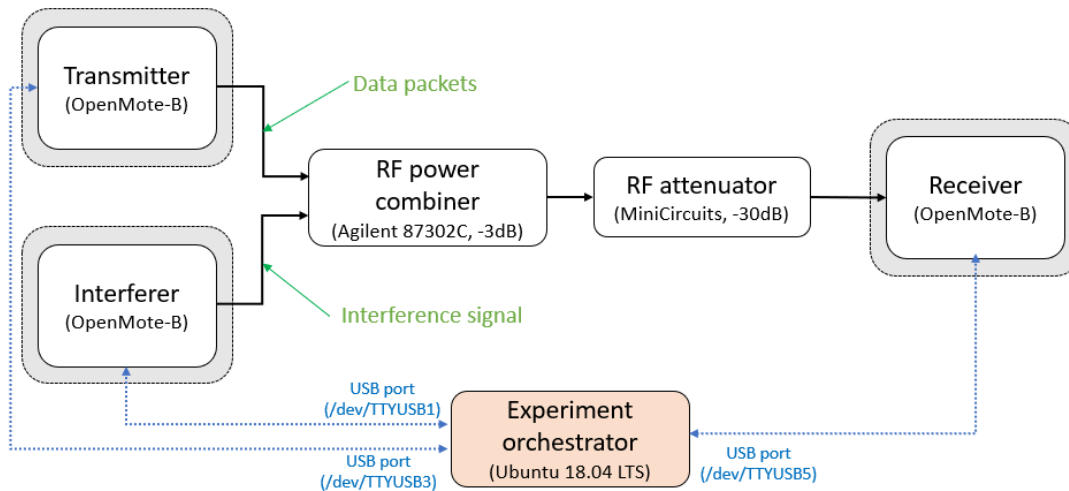 Transmitter
(OpenMote-B)
Data packets
RF power
combiner
(Agilent 87302C, -3dB)
RF attenuator
(MiniCircuits, -30dB)
Receiver
(OpenMote-B)
Interferer
(OpenMote-B)
Interference signal
USB port
(/dev/TTYUSB1)
Experiment
orchestrator
(Ubuntu 18.04 LTS)
USB port
(/dev/TTYUSB3)
USB port
(/dev/TTYUSB5)